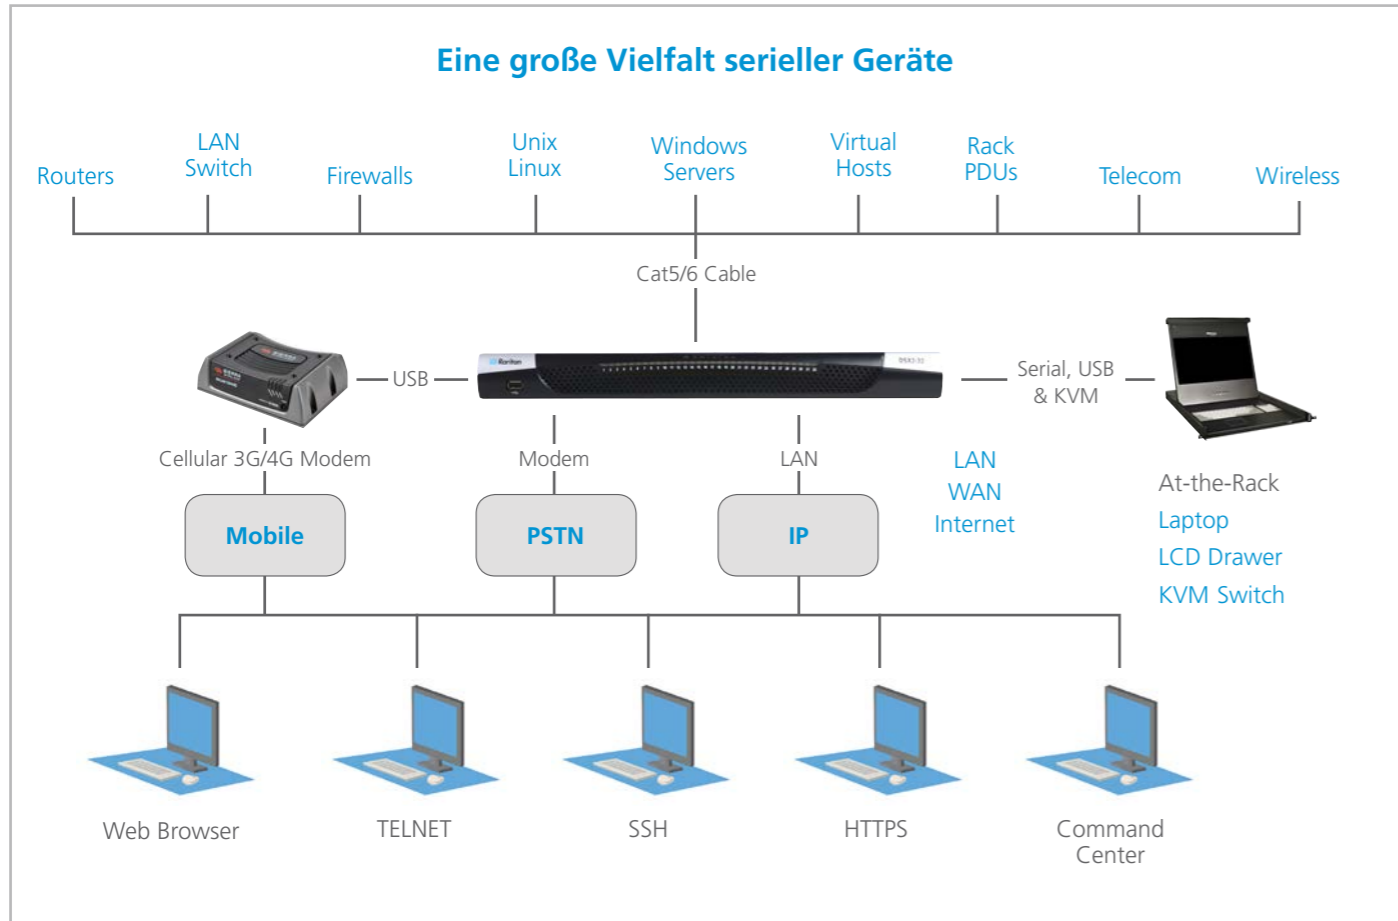 Eine große Vielfalt serieller Geräte
Routers
LAN
Switch
Firewalls
Unix
Linux
Windows
Servers
Virtual
Hosts
Rack
PDUs
Telecom
Wireless
Cat5/6 Cable
USB
Raritan
Serial, USB
& KVM
Cellular 3G/4G Modem
Modem
LAN
LAN
WAN
Internet
At-the-Rack
Laptop
LCD Drawer
KVM Switch
Mobile
PSTN
IP
Web Browser
TELNET
SSH
HTTPS
Command
Center